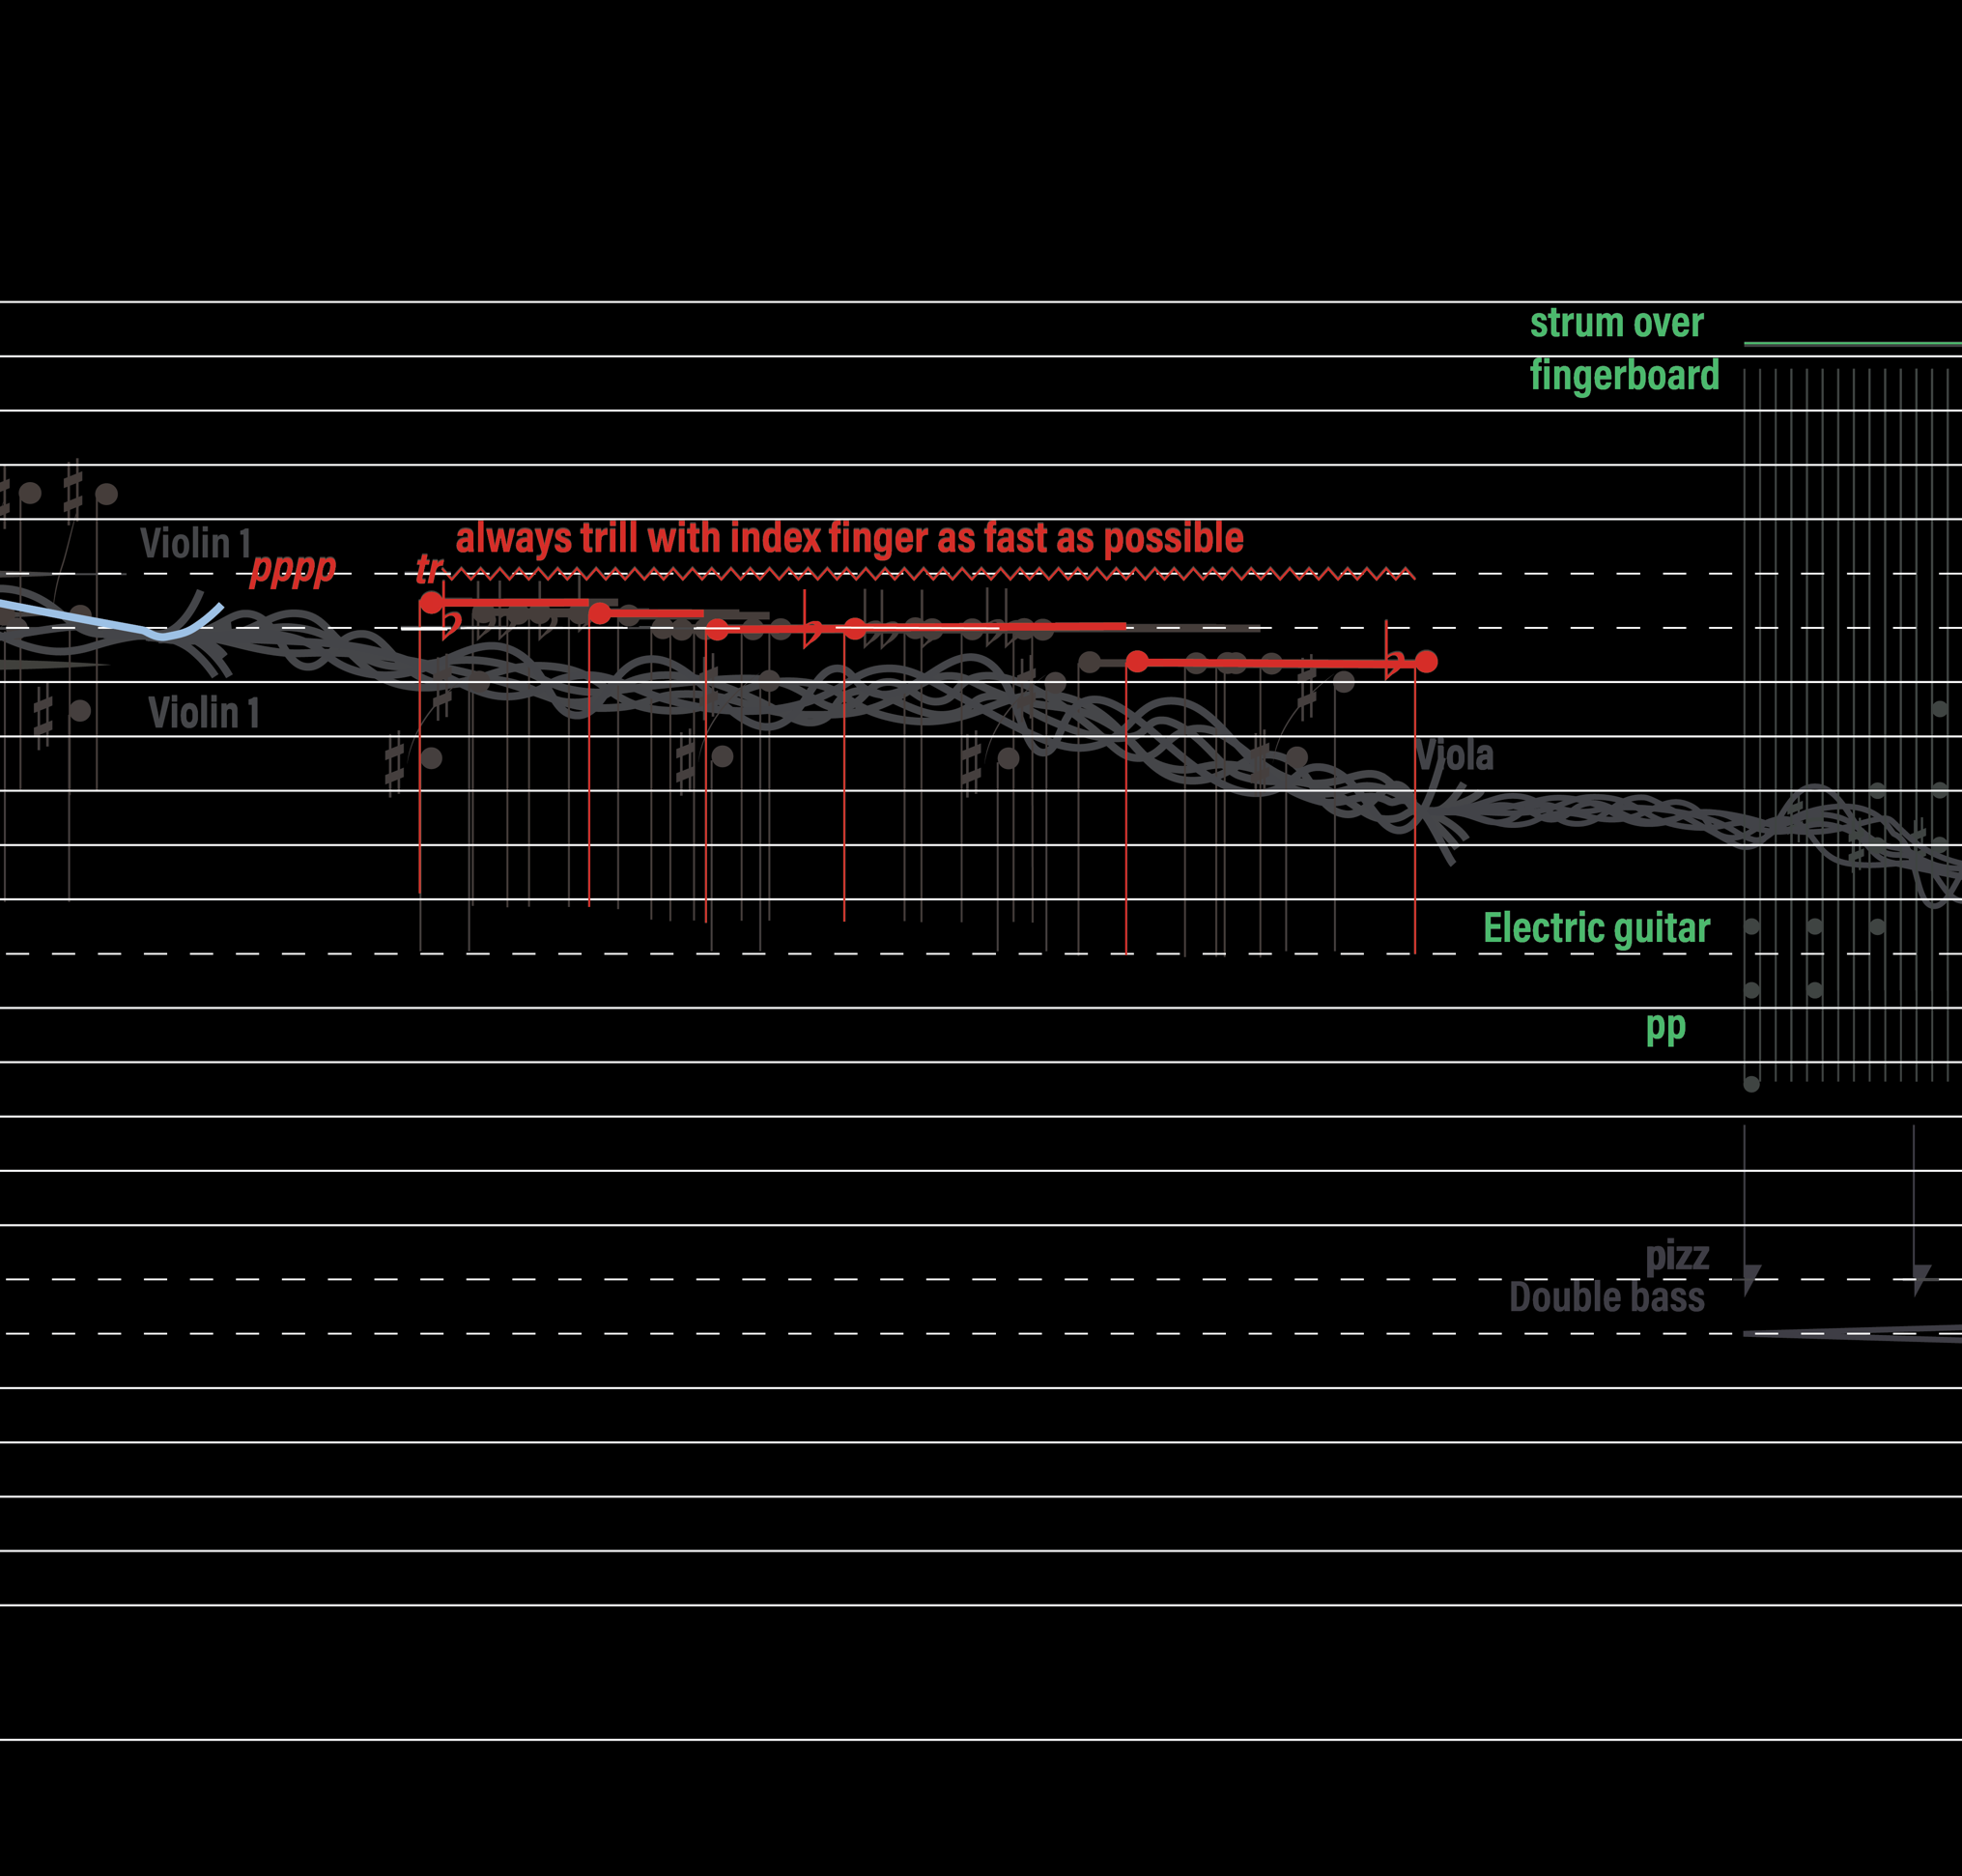 strum over
fingerboard
Violin 1
pppp
tr
always trill with index finger as fast as possible
Violin 1
Viola
Electric guitar
pp
pizz
Double bass